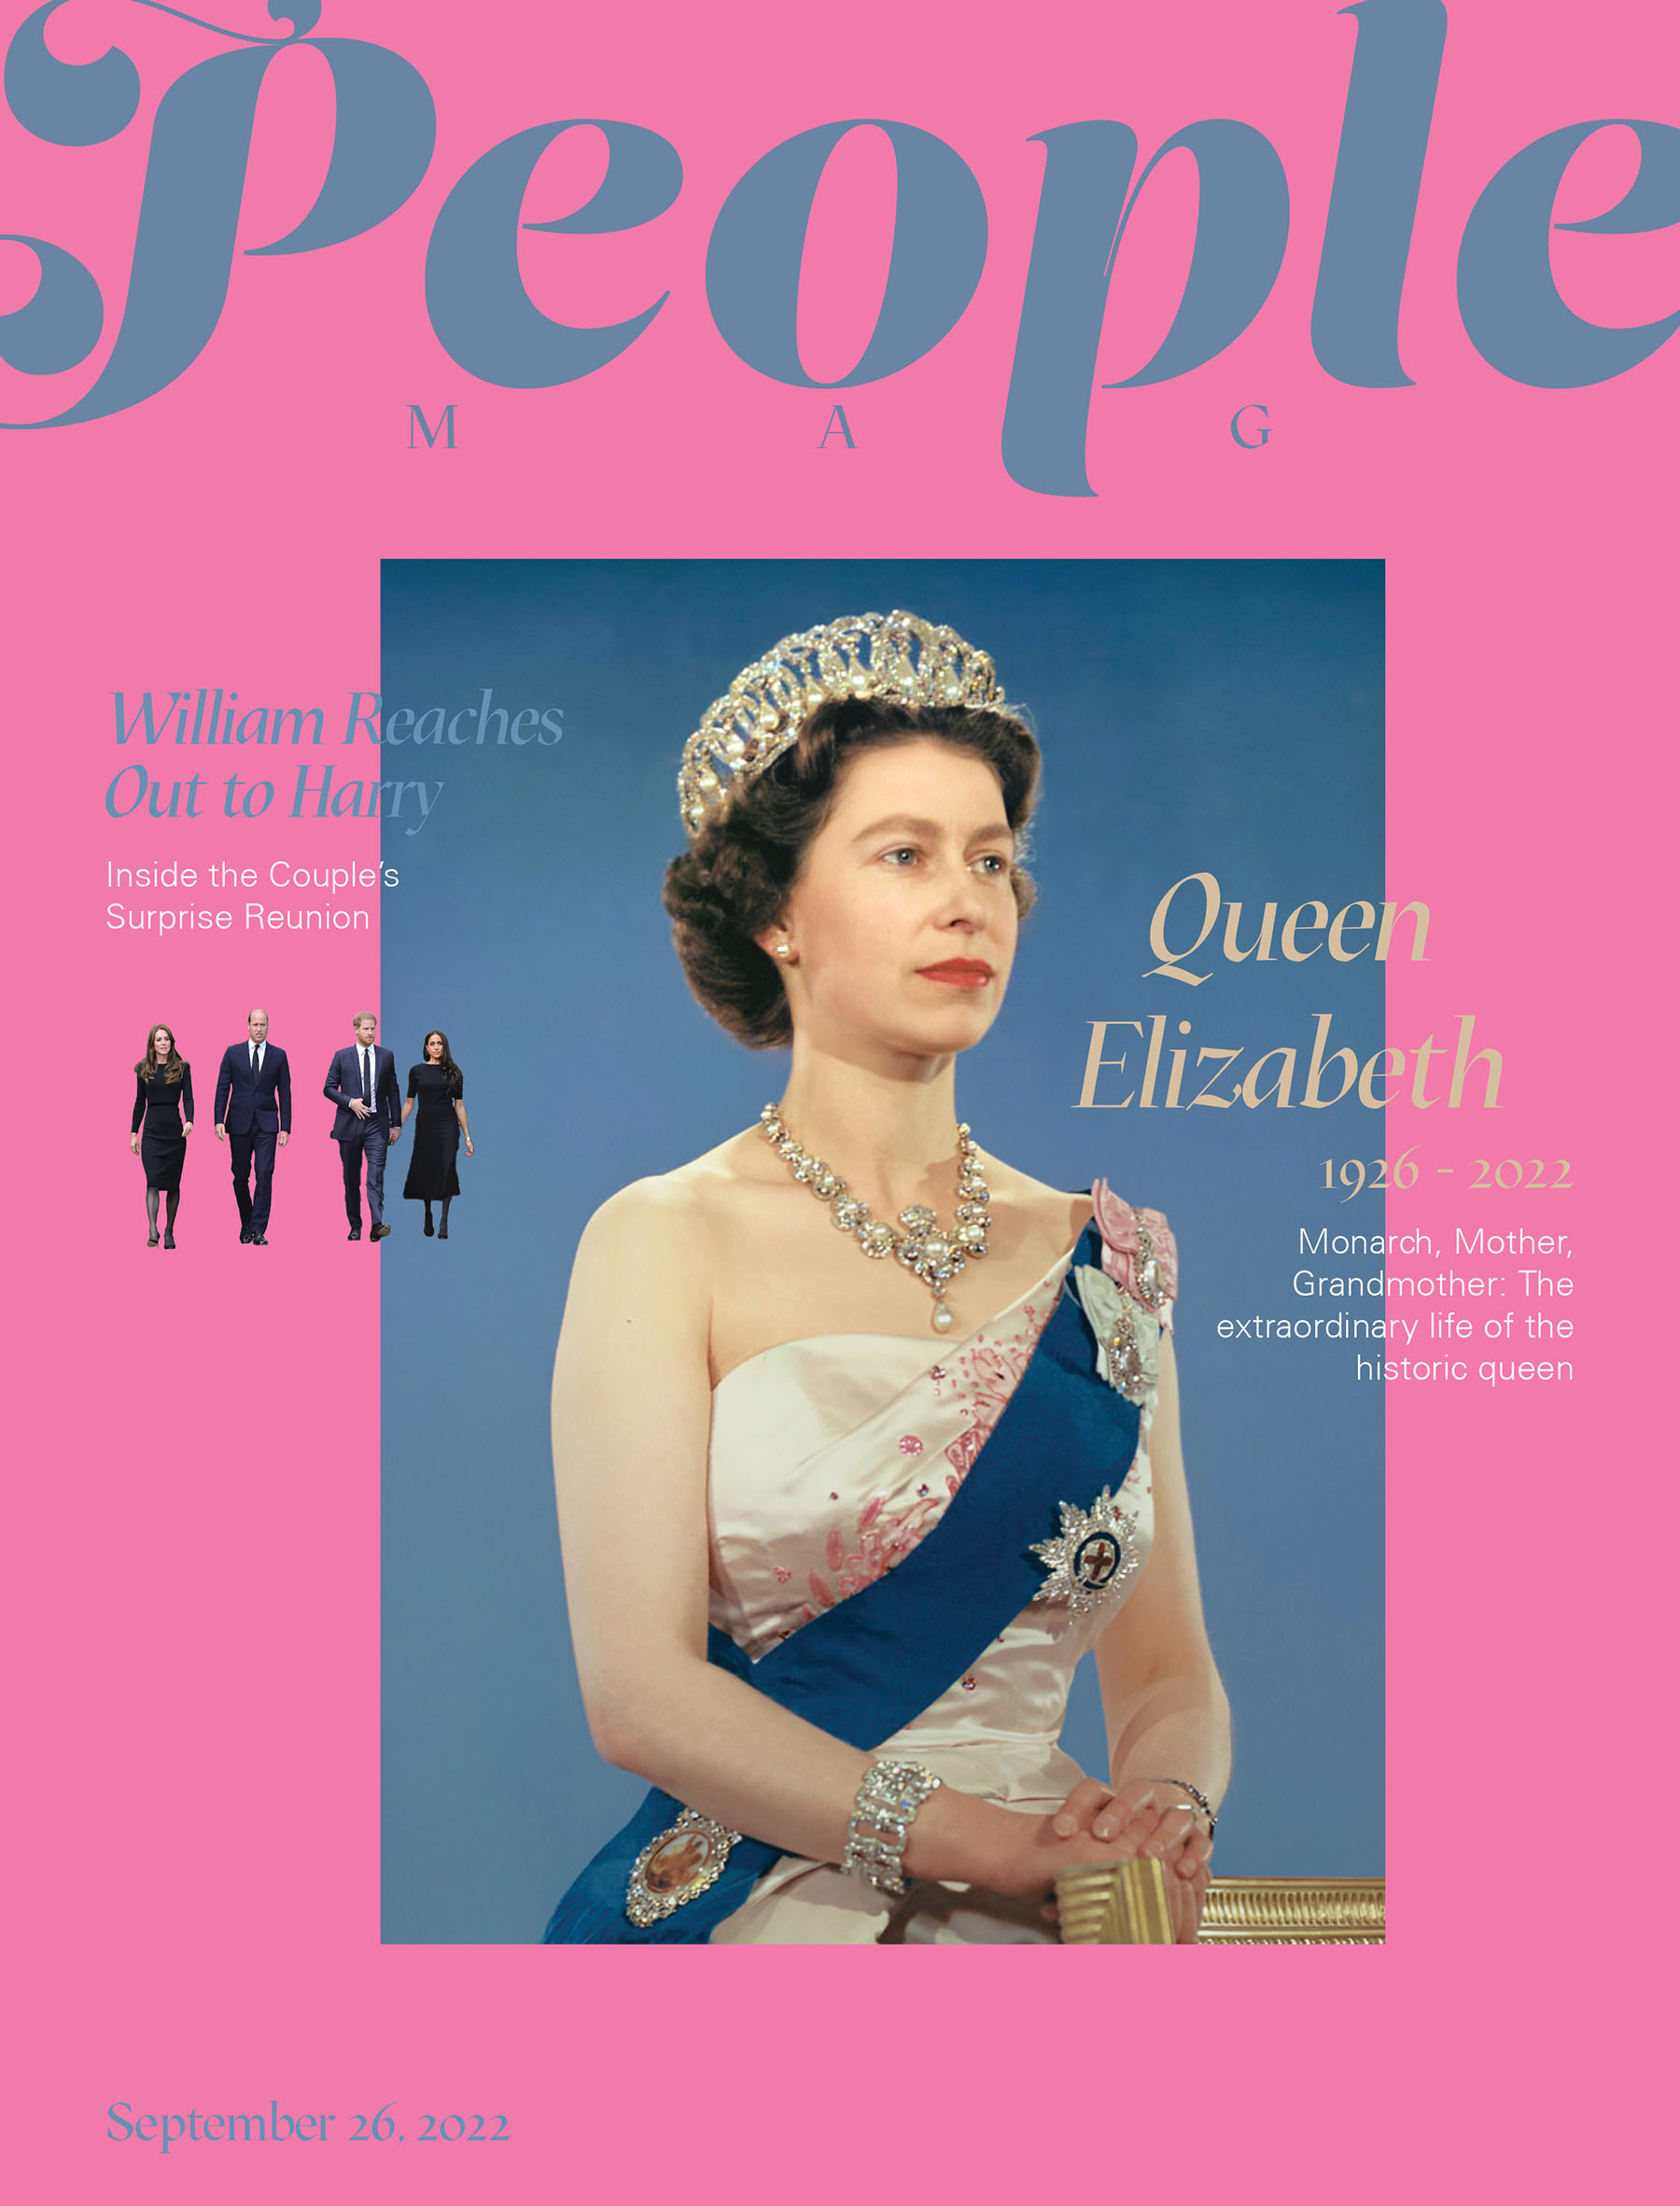 People
M A G
William Reaches
Out to Harry
Inside the Couple's
Surprise Reunion
Queen
Elizabeth
1926 - 2022
Monarch, Mother,
Grandmother: The
extraordinary life of the
historic queen
September 26, 2022